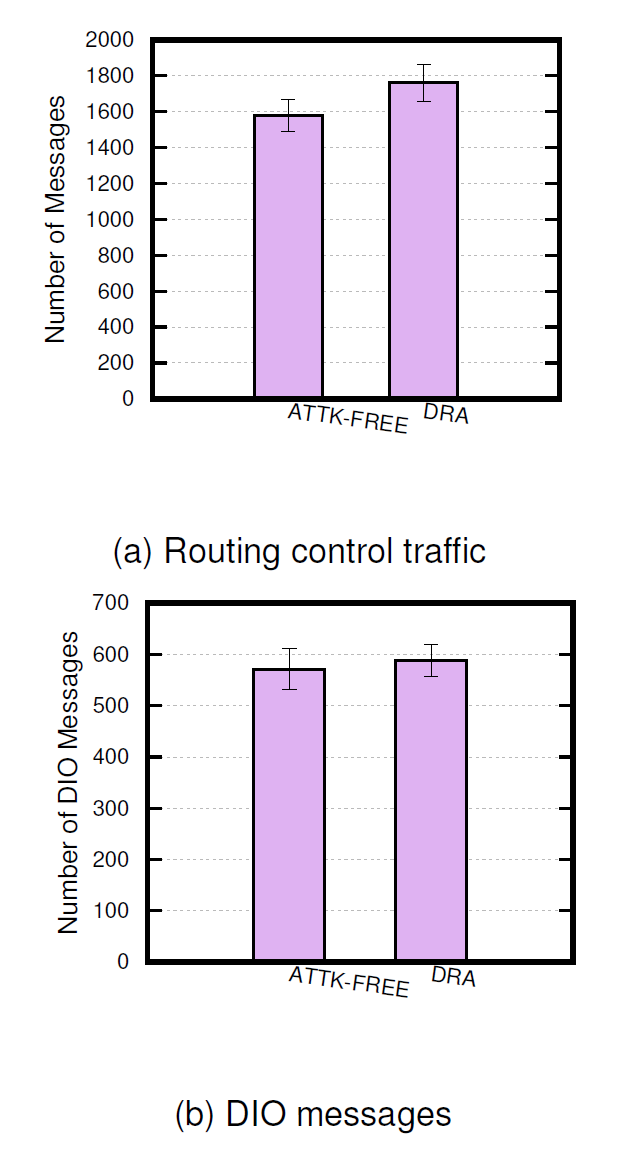 2000
1800
1600
1400
1200
1000
800
600
400
200
0
Number of Messages
ATTK-FREE
DRA
(a) Routing control traffic
700
600
500
400
300
200
100
0
Number of DIO Messages
ATTK-FREE
DRA
(b) DIO messages